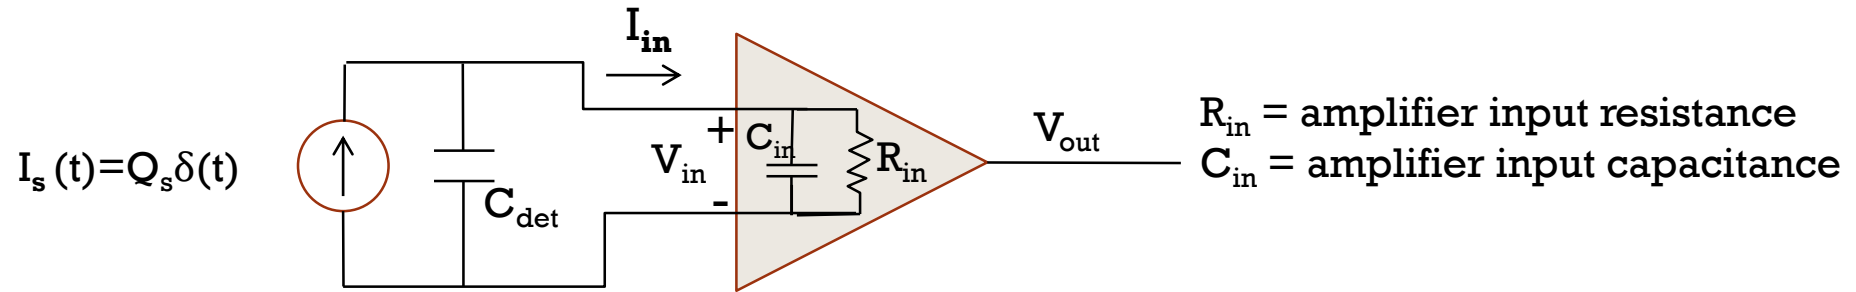 I_in
I_s (t)=Q_sδ(t)
C_det
+
V_in
-
C_in
R_in
V_out
R_in = amplifier input resistance
C_in = amplifier input capacitance